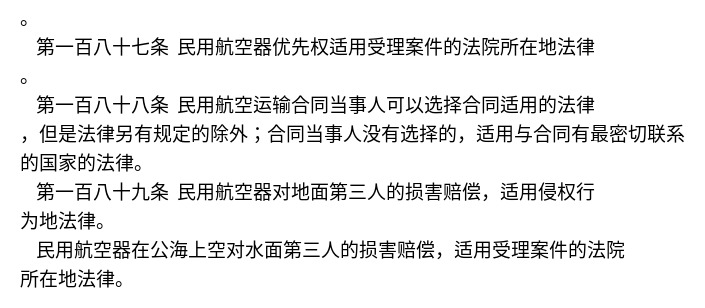 。
第一百八十七条 民用航空器优先权适用受理案件的法院所在地法律
。
第一百八十八条 民用航空运输合同当事人可以选择合同适用的法律
，但是法律另有规定的除外；合同当事人没有选择的，适用与合同有最密切联系
的国家的法律。
第一百八十九条 民用航空器对地面第三人的损害赔偿，适用侵权行
为地法律。
民用航空器在公海上空对水面第三人的损害赔偿，适用受理案件的法院
所在地法律。